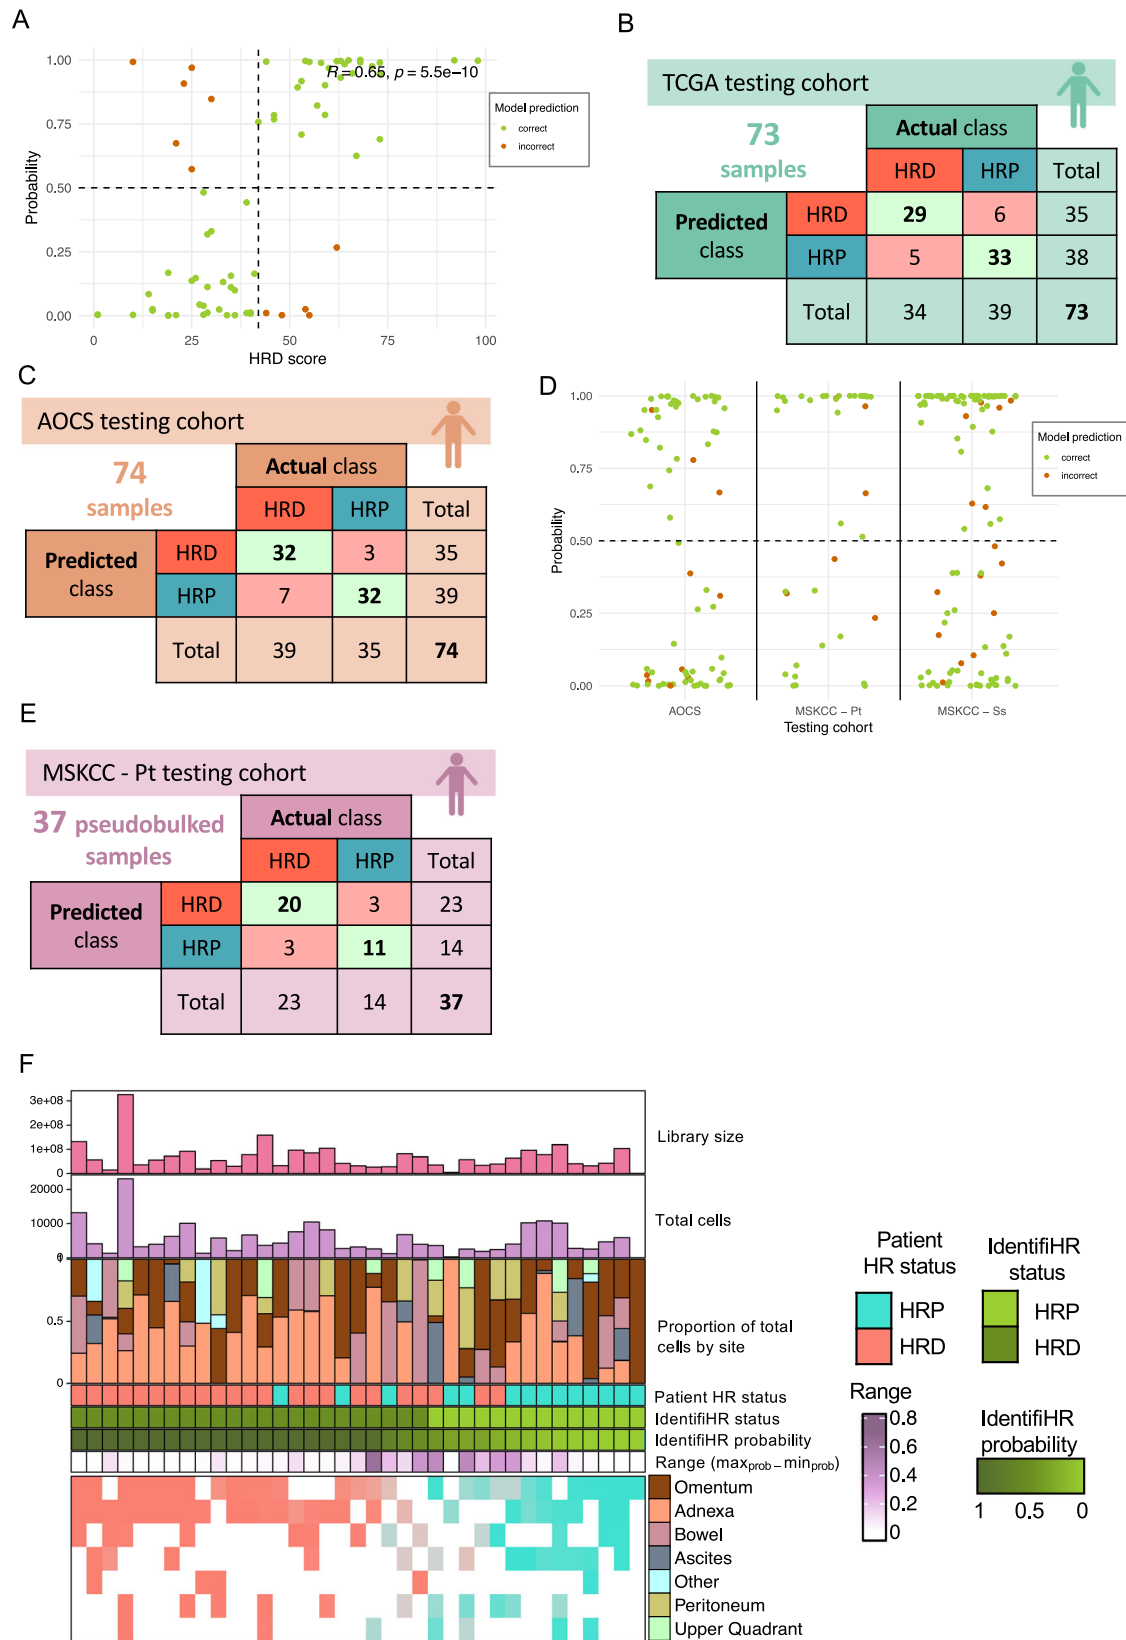 A
1.00
0.75
0.50
0.25
0.00
Probability
R=0.65, p = 5.5e−10
0
25
50
75
100
HRD score
Model prediction
correct
incorrect
B
TCGA testing cohort
73
samples
Actual class
HRD
HRP
Total
Predicted
class
HRD
29
6
35
HRP
5
33
38
Total
34
39
73
C
AOCS testing cohort
74
samples
Actual class
HRD
HRP
Total
Predicted
class
HRD
32
3
35
HRP
7
32
39
Total
39
35
74
D
1.00
0.75
0.50
0.25
0.00
Probability
AOCS
MSKCC − Pt
MSKCC − Ss
Testing cohort
Model prediction
correct
incorrect
E
MSKCC - Pt testing cohort
37 pseudobulked
samples
Actual class
HRD
HRP
Total
Predicted
class
HRD
20
3
23
HRP
3
11
14
Total
23
14
37
F
3e+08
2e+08
1e+08
0
Library size
20000
10000
0
Total cells
1
0.5
0
Proportion of total
cells by site
Patient HR status
IdentifiHR status
IdentifiHR probability
Range (maxprob−minprob)
Omentum
Adnexa
Bowel
Ascites
Other
Peritoneum
Upper Quadrant
Patient
HR status
HRP
HRD
IdentifiHR
status
HRP
HRD
Range
0.8
0.6
0.4
0.2
0
IdentifiHR
probability
1
0.5
0